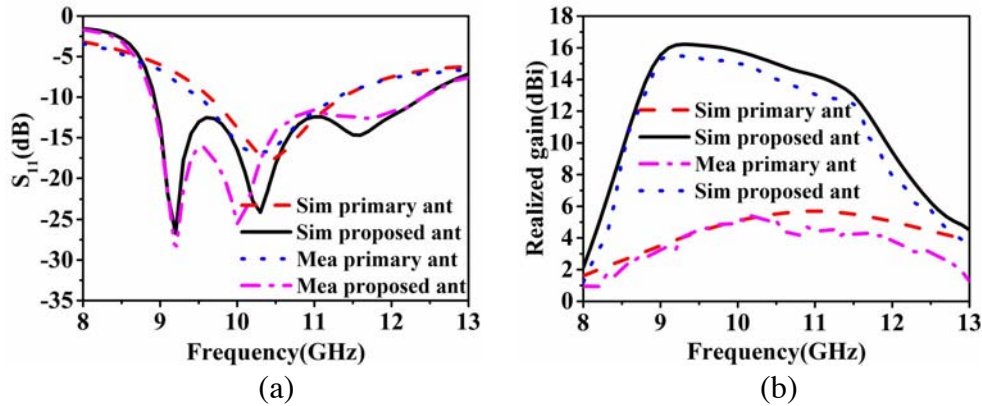 0
-5
-10
-15
-20
-25
-30
-35
S11(dB)
Sim primary ant
Sim proposed ant
Mea primary ant
Mea proposed ant
8 9 10 11 12 13
Frequency(GHz)
(a)
18
16
14
12
10
8
6
4
2
0
Realized gain(dBi)
Sim primary ant
Sim proposed ant
Mea primary ant
Sim proposed ant
8 9 10 11 12 13
Frequency(GHz)
(b)